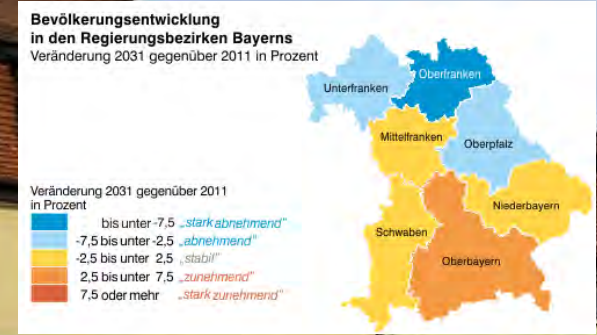 Bevölkerungsentwicklung
in den Regierungsbezirken Bayerns
Veränderung 2031 gegenüber 2011 in Prozent
Oberfranken
Unterfranken
Mittelfranken
Oberpfalz
Niederbayern
Schwaben
Oberbayern
Veränderung 2031 gegenüber 2011
in Prozent
bis unter -7,5 „stark abnehmend"
-7,5 bis unter -2,5 „abnehmend"
-2,5 bis unter 2,5 „stabil"
2,5 bis unter 7,5 „zunehmend"
7,5 oder mehr „stark zunehmend"